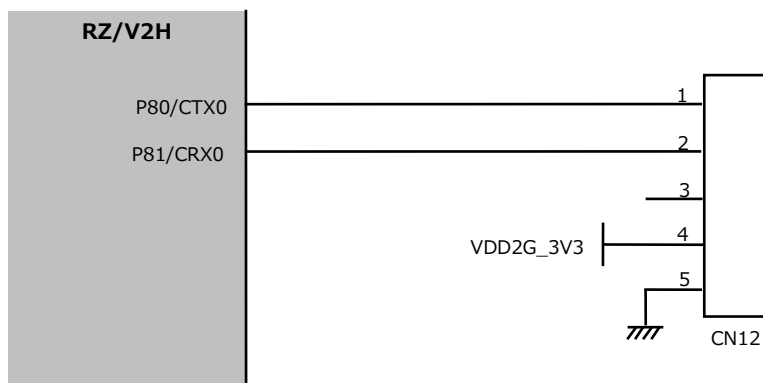 RZ/V2H
P80/CTX0
1
P81/CRX0
2
3
VDD2G_3V3
4
5
CN12